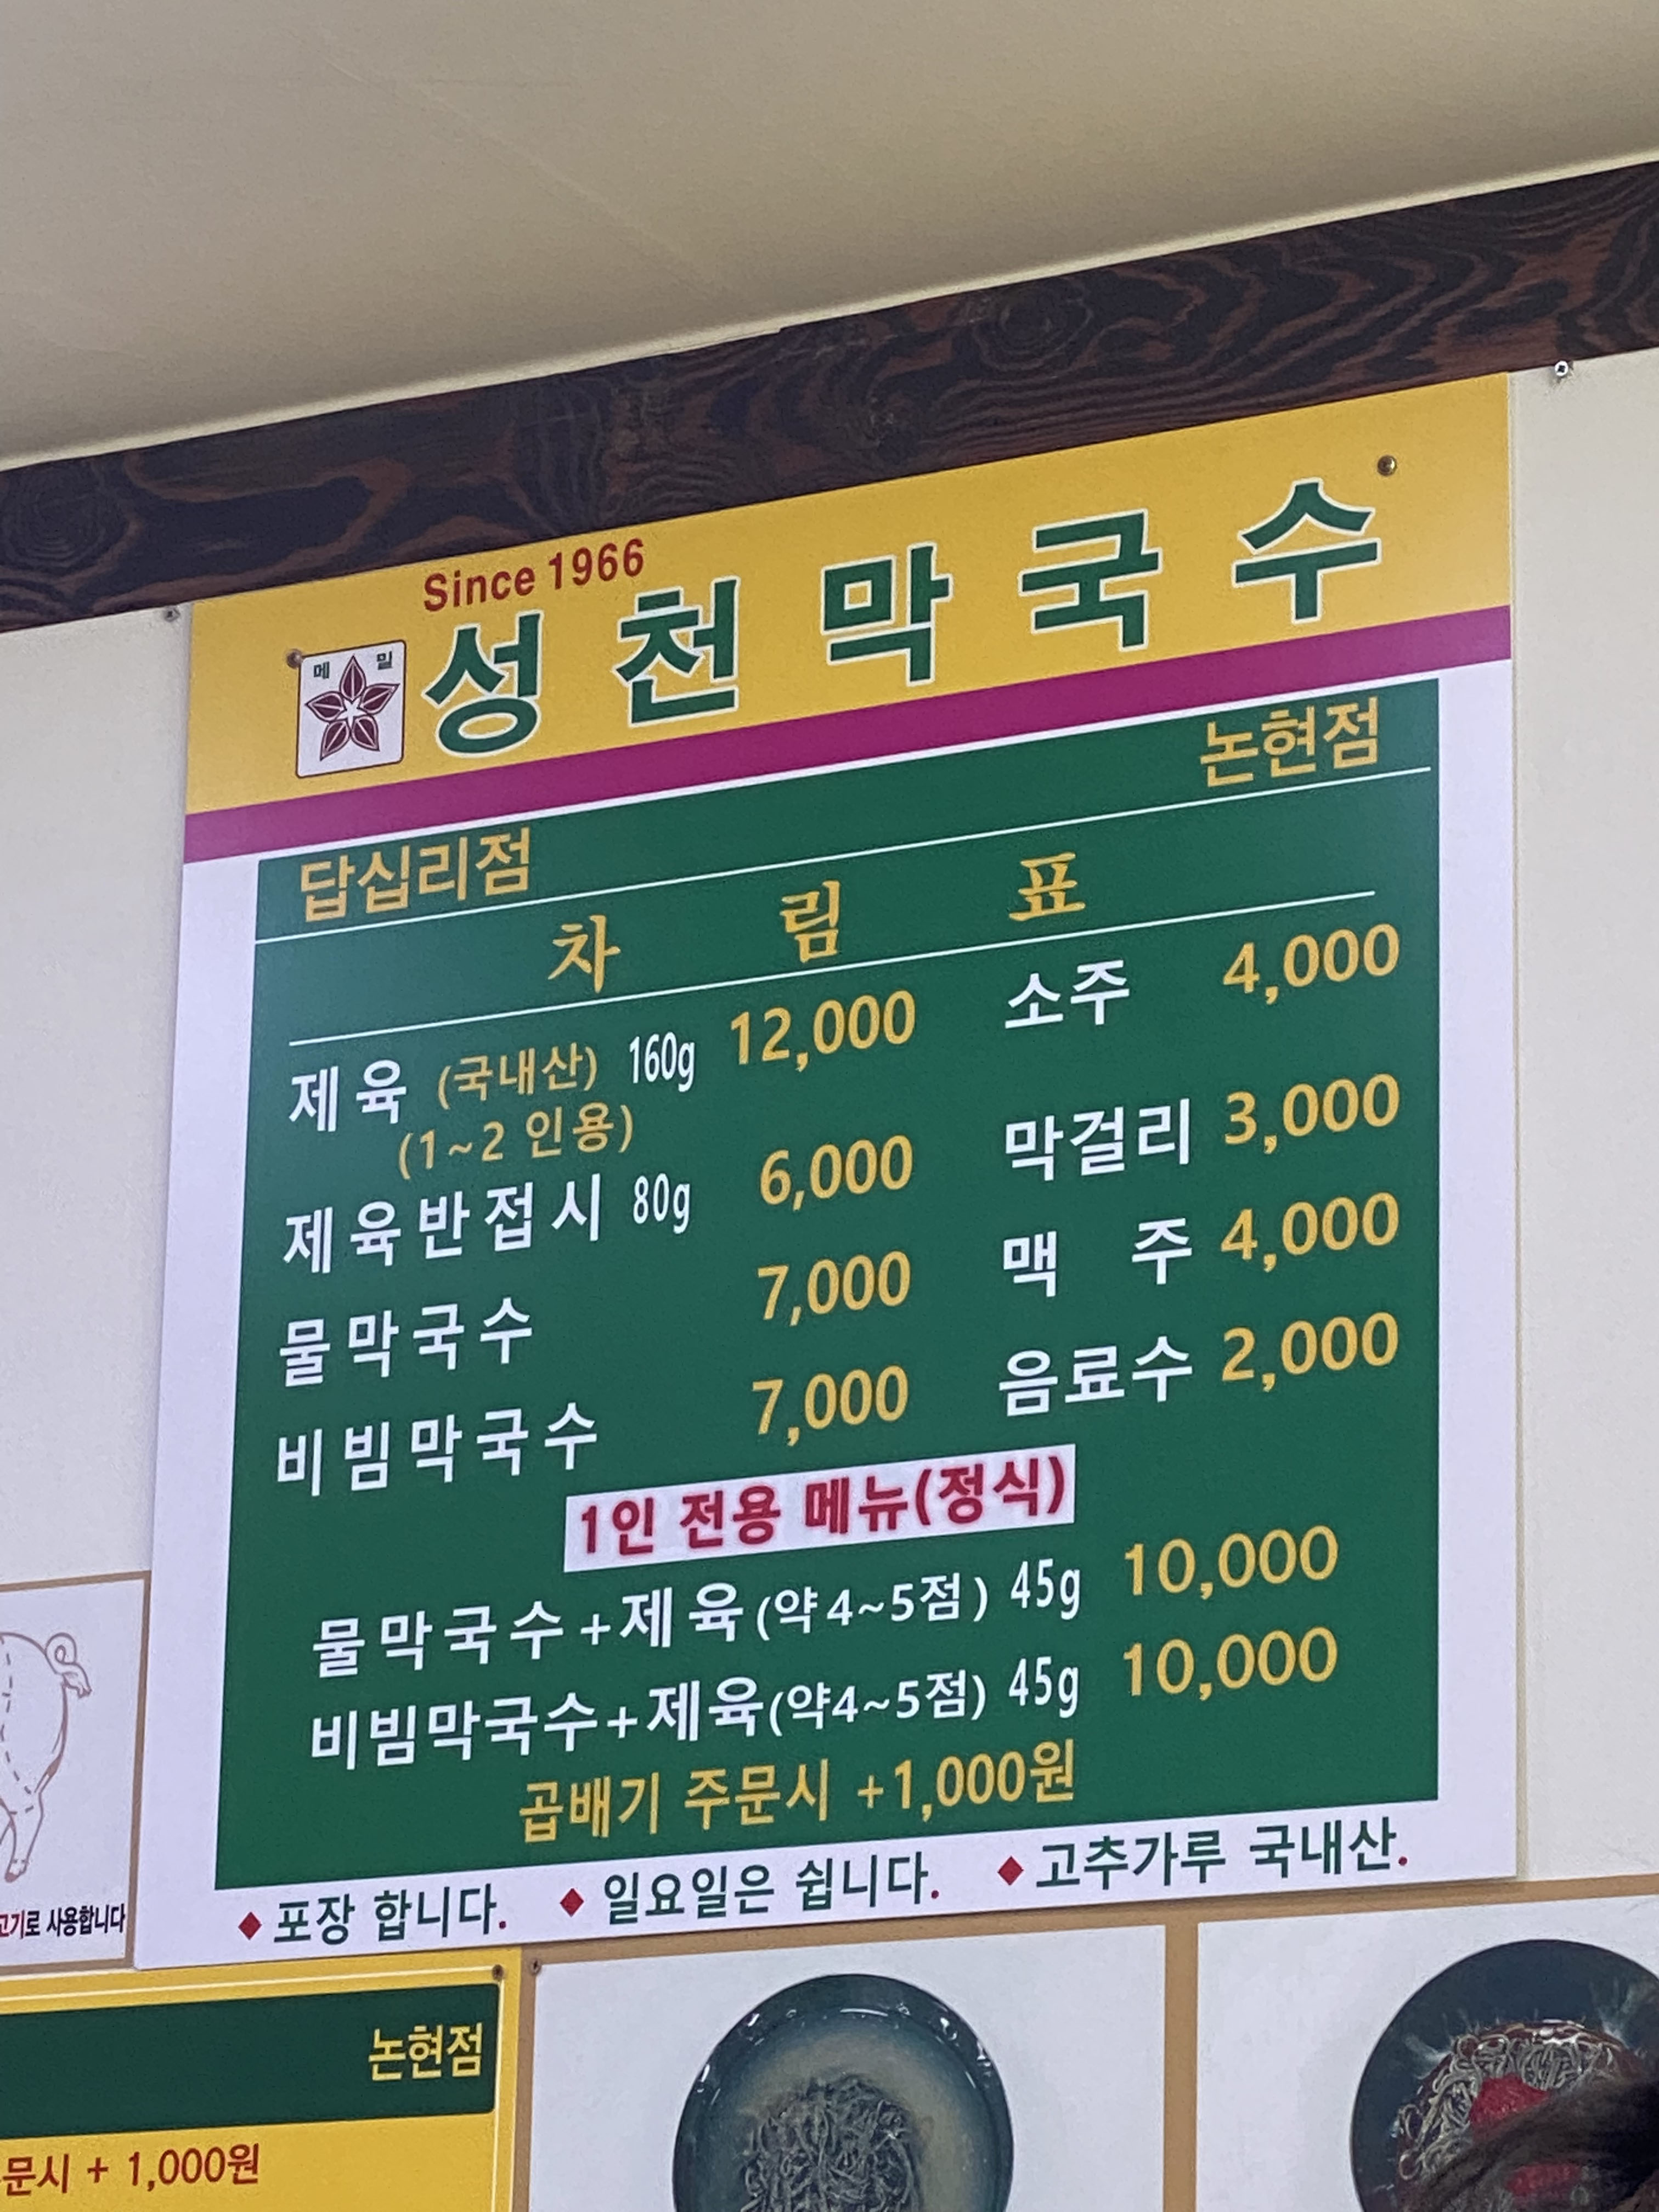 Since 1966
메 밀
성천막국수
논현점
답십리점
차 림 표
제육 (국내산) 160g 12,000
(1~2 인용)
제육반접시 80g 6,000
물막국수 7,000
비빔막국수 7,000
소주 4,000
막걸리 3,000
맥 주 4,000
음료수 2,000
1인 전용 메뉴(정식)
물막국수+제육(약4~5점) 45g 10,000
비빔막국수+제육(약4~5점) 45g 10,000
곱배기 주문시 +1,000원
◆ 포장 합니다. ◆ 일요일은 쉽니다. ◆ 고추가루 국내산.
고기로 사용합니다
논현점
문시 + 1,000원